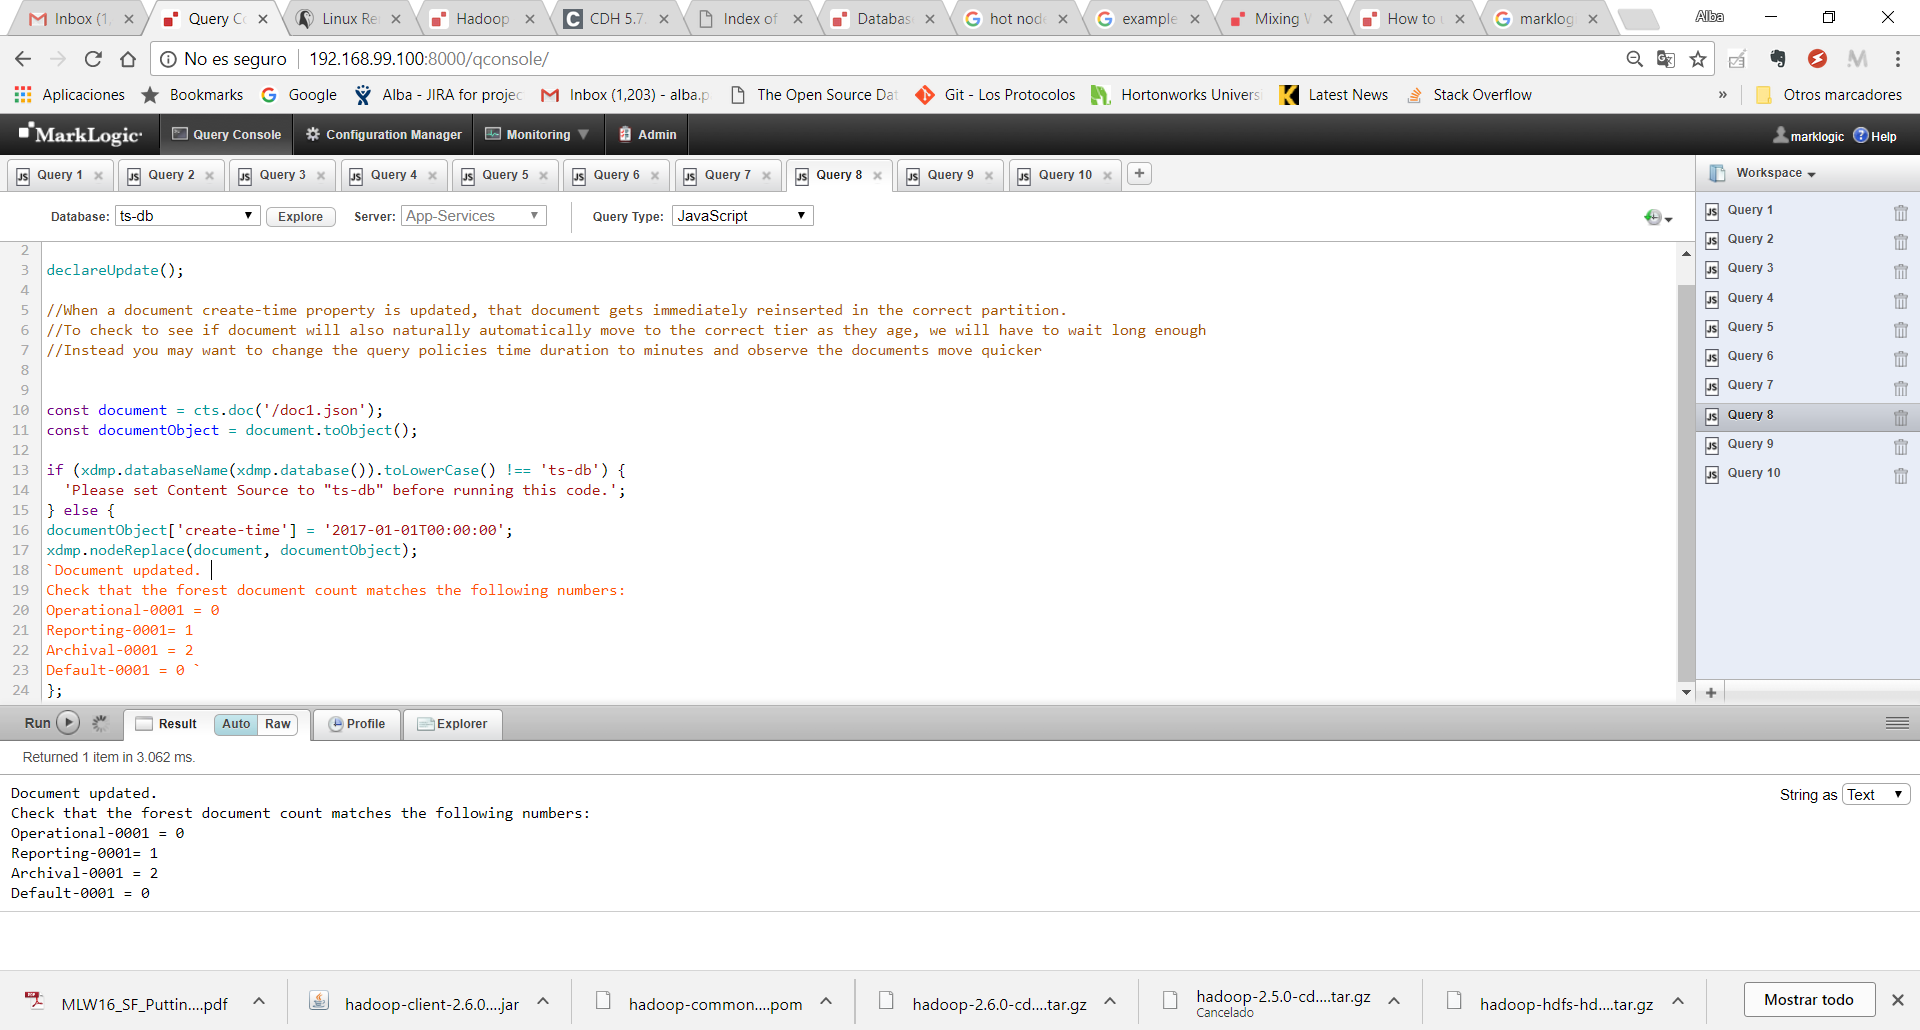 Inbox (1,
Query Co
Linux Re
Hadoop
CDH 5.7.
Index of
Databas
hot node
example
Mixing V
How to u
marklog
Alba
No es seguro
192.168.99.100:8000/qconsole/
Aplicaciones
Bookmarks
Google
Alba - JIRA for projec
Inbox (1,203) - alba.p
The Open Source Dat
Git - Los Protocolos
Hortonworks Universi
Latest News
Stack Overflow
»
Otros marcadores
MarkLogic
Query Console
Configuration Manager
Monitoring
Admin
marklogic
Help
Query 1
Query 2
Query 3
Query 4
Query 5
Query 6
Query 7
Query 8
Query 9
Query 10
Workspace
Database:
ts-db
Explore
Server:
App-Services
Query Type:
JavaScript
2
3 declareUpdate();
4
5 //When a document create-time property is updated, that document gets immediately reinserted in the correct partition.
6 //To check to see if document will also naturally automatically move to the correct tier as they age, we will have to wait long enough
7 //Instead you may want to change the query policies time duration to minutes and observe the documents move quicker
8
9
10 const document = cts.doc('/doc1.json');
11 const documentObject = document.toObject();
12
13 if (xdmp.databaseName(xdmp.database()).toLowerCase() !== 'ts-db') {
14 'Please set Content Source to "ts-db" before running this code.';
15 } else {
16 documentObject['create-time'] = '2017-01-01T00:00:00';
17 xdmp.nodeReplace(document, documentObject);
18 `Document updated.
19 Check that the forest document count matches the following numbers:
20 Operational-0001 = 0
21 Reporting-0001= 1
22 Archival-0001 = 2
23 Default-0001 = 0 `
24 };
Query 1
Query 2
Query 3
Query 4
Query 5
Query 6
Query 7
Query 8
Query 9
Query 10
Run
Result
Auto
Raw
Profile
Explorer
Returned 1 item in 3.062 ms.
Document updated.
Check that the forest document count matches the following numbers:
Operational-0001 = 0
Reporting-0001= 1
Archival-0001 = 2
Default-0001 = 0
String as
Text
MLW16_SF_Puttin....pdf
hadoop-client-2.6.0....jar
hadoop-common....pom
hadoop-2.6.0-cd....tar.gz
hadoop-2.5.0-cd....tar.gz
Cancelado
hadoop-hdfs-hd....tar.gz
Mostrar todo